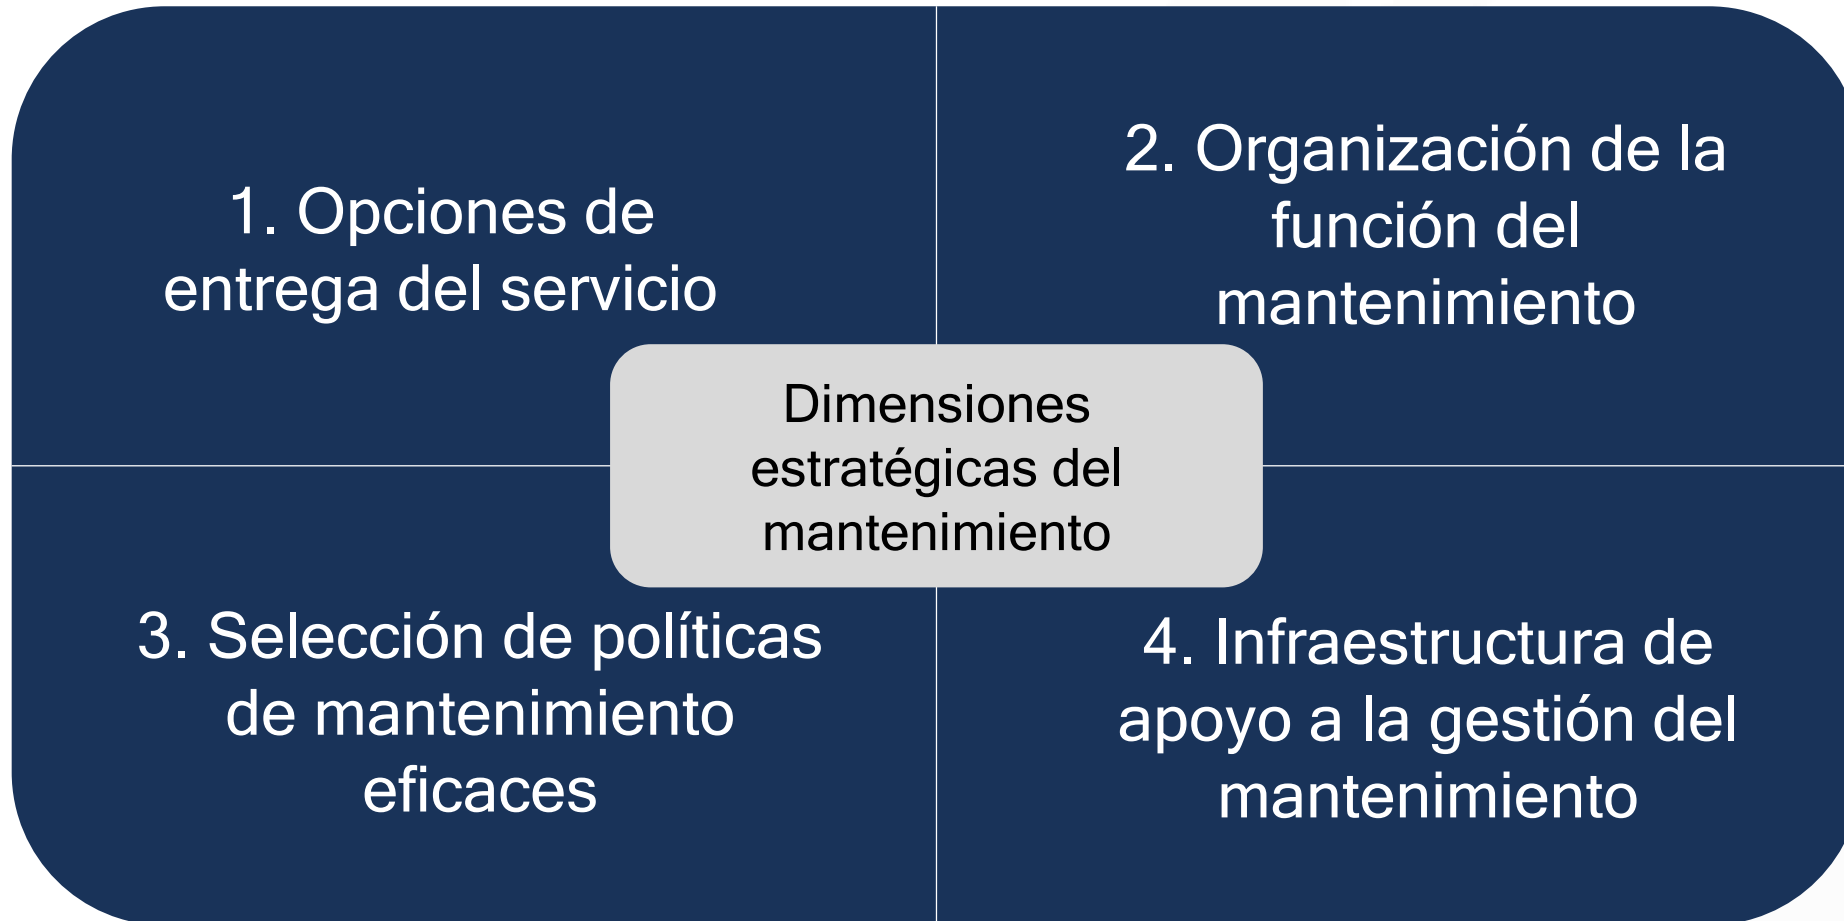 1. Opciones de
entrega del servicio
2. Organización de la
función del
mantenimiento
Dimensiones
estratégicas del
mantenimiento
3. Selección de políticas
de mantenimiento
eficaces
4. Infraestructura de
apoyo a la gestión del
mantenimiento